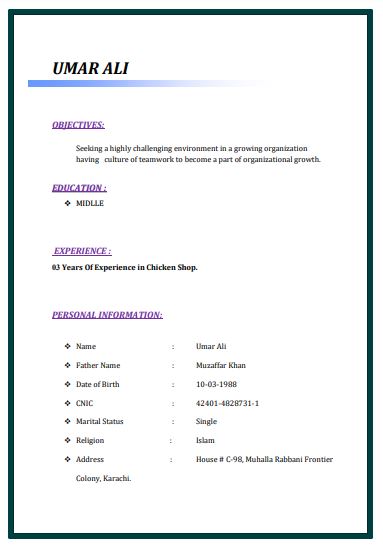 UMAR ALI
OBJECTIVES:
Seeking a highly challenging environment in a growing organization
having culture of teamwork to become a part of organizational growth.
EDUCATION :
❖ MIDLLE
EXPERIENCE :
03 Years Of Experience in Chicken Shop.
PERSONAL INFORMATION:
❖ Name : Umar Ali
❖ Father Name : Muzaffar Khan
❖ Date of Birth : 10-03-1988
❖ CNIC : 42401-4828731-1
❖ Marital Status : Single
❖ Religion : Islam
❖ Address : House # C-98, Muhalla Rabbani Frontier
Colony, Karachi.